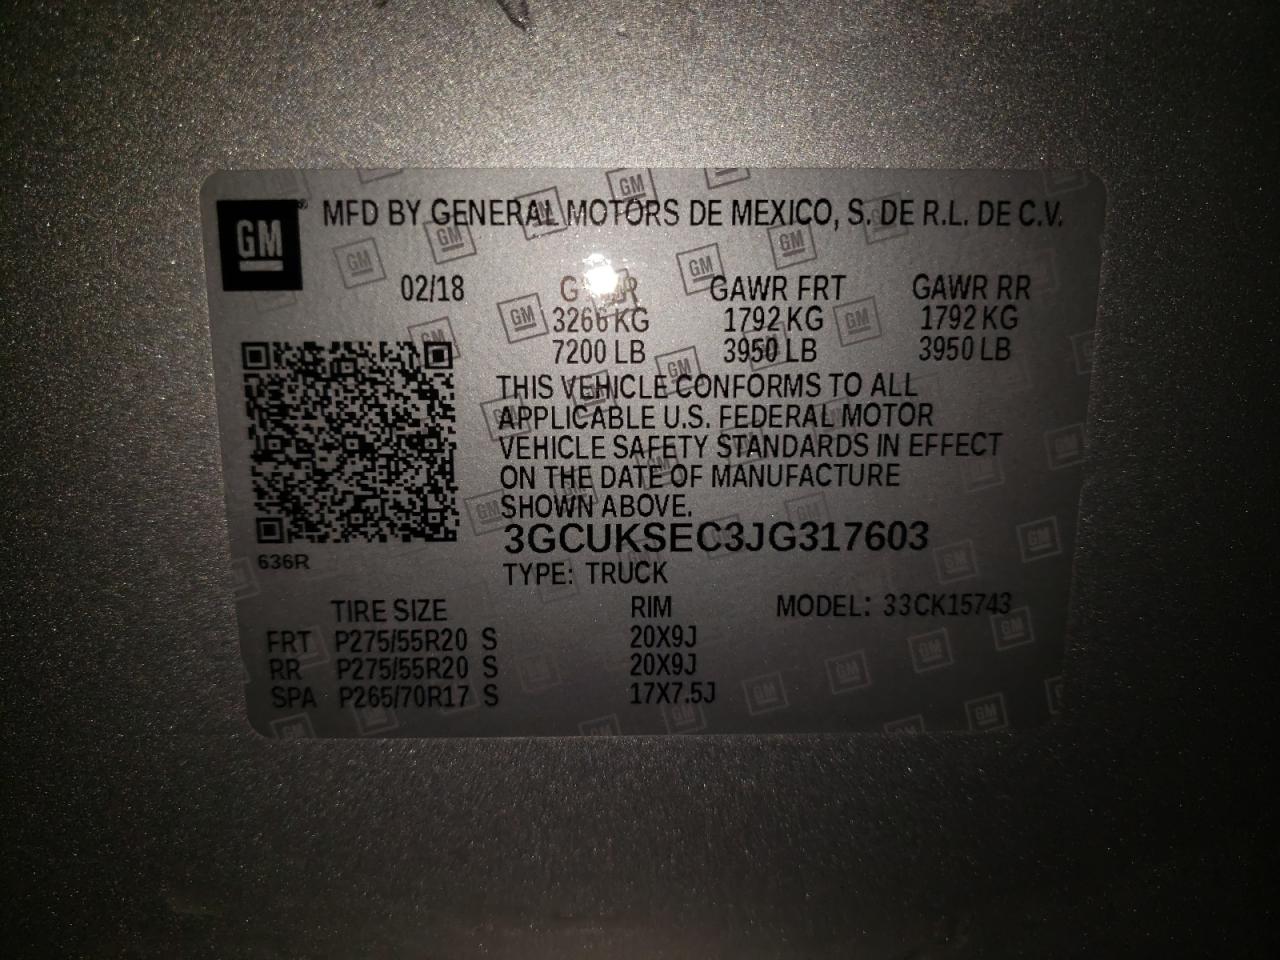 GM
MFD BY GENERAL MOTORS DE MEXICO, S. DE R.L. DE C.V.
02/18 GAWR FRT GAWR RR
3266 KG 1792 KG 1792 KG
7200 LB 3950 LB 3950 LB
THIS VEHICLE CONFORMS TO ALL
APPLICABLE U.S. FEDERAL MOTOR
VEHICLE SAFETY STANDARDS IN EFFECT
ON THE DATE OF MANUFACTURE
SHOWN ABOVE.
3GCUKSEC3JG317603
636R
TYPE: TRUCK
TIRE SIZE RIM MODEL: 33CK15743
FRT P275/55R20 S 20X9J
RR P275/55R20 S 20X9J
SPA P265/70R17 S 17X7.5J